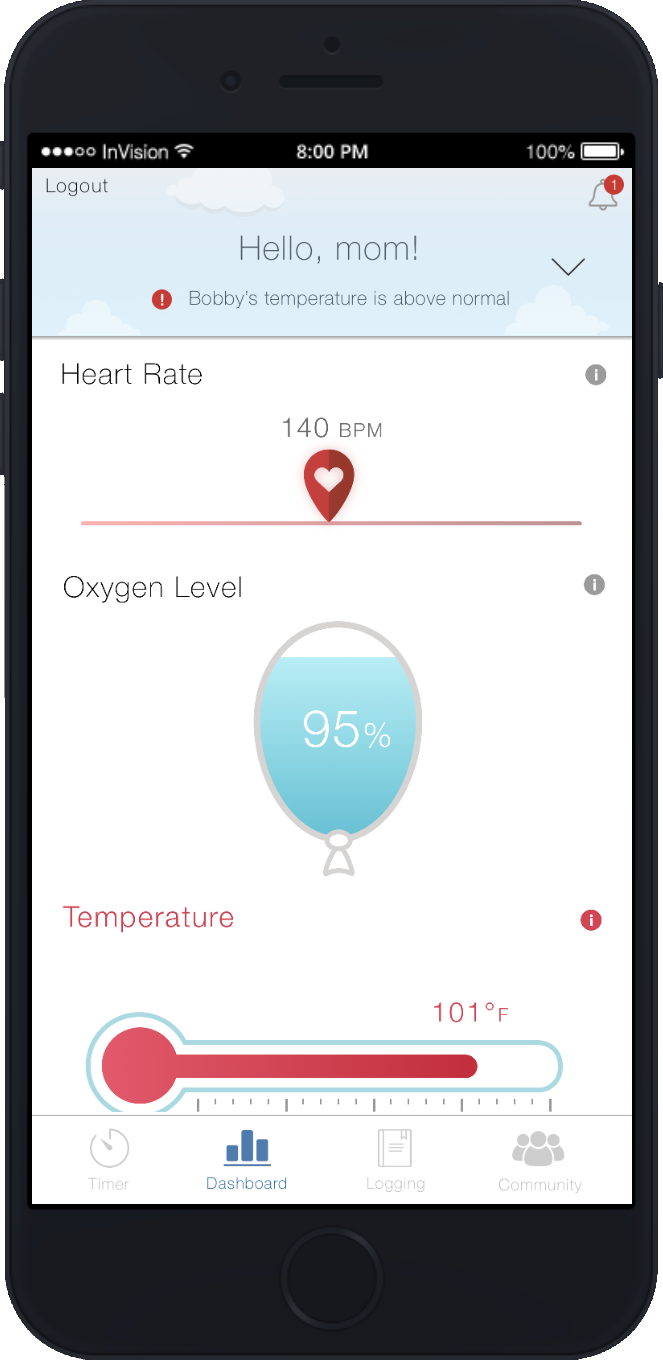 InVision 8:00 PM 100%
Logout 1
Hello, mom!
! Bobby's temperature is above normal
Heart Rate i
140 BPM
Oxygen Level i
95%
Temperature i
101°F
Timer Dashboard Logging Community